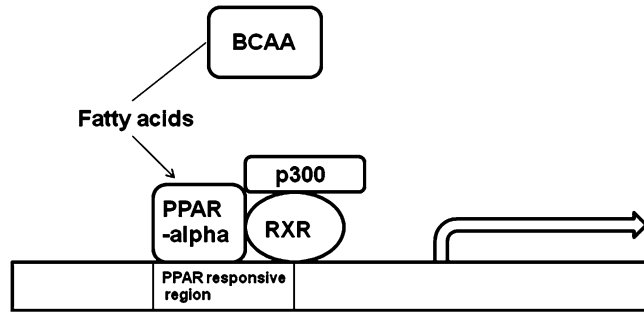 BCAA
Fatty acids
p300
PPAR
-alpha
RXR
PPAR responsive
region